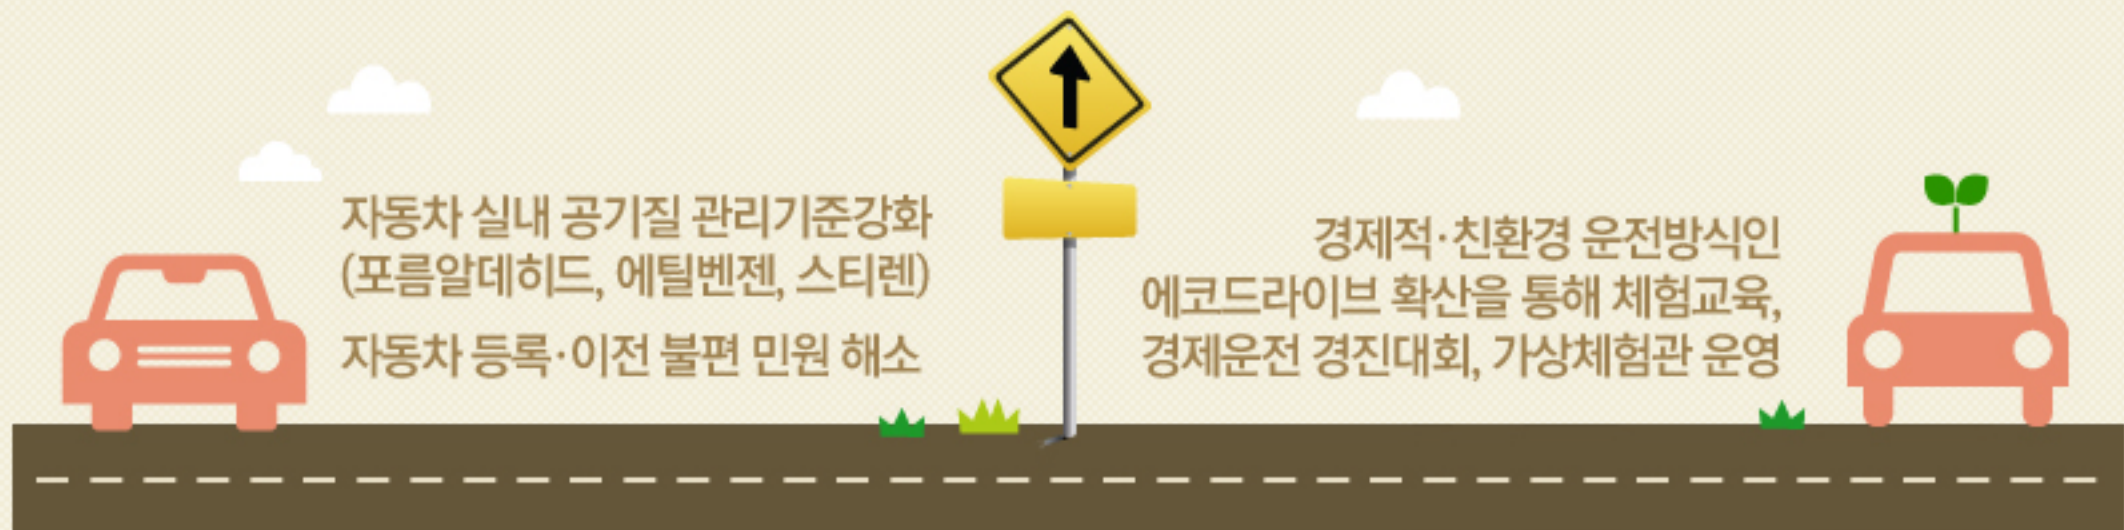 자동차 실내 공기질 관리기준강화
(포름알데히드, 에틸벤젠, 스티렌)
자동차 등록·이전 불편 민원 해소
경제적·친환경 운전방식인
에코드라이브 확산을 통해 체험교육,
경제운전 경진대회, 가상체험관 운영